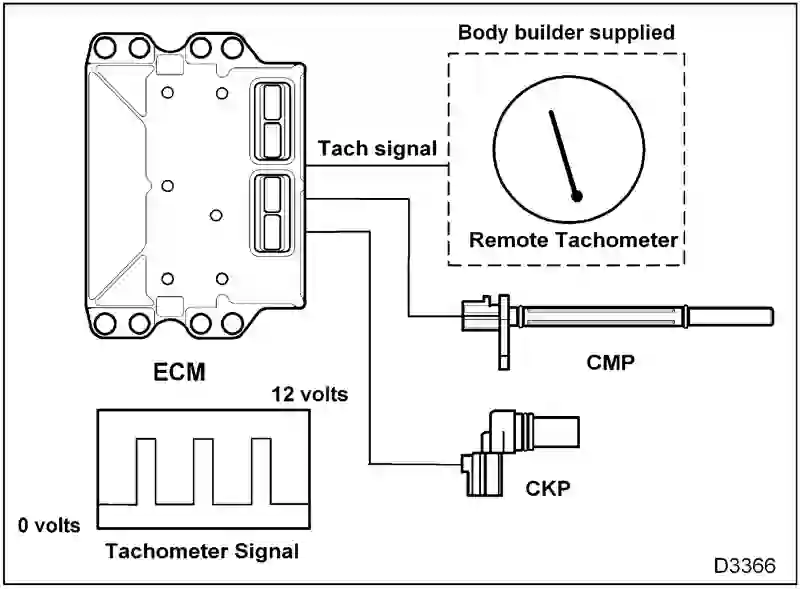 Body builder supplied
Tach signal
Remote Tachometer
ECM
CMP
12 volts
CKP
0 volts
Tachometer Signal
D3366